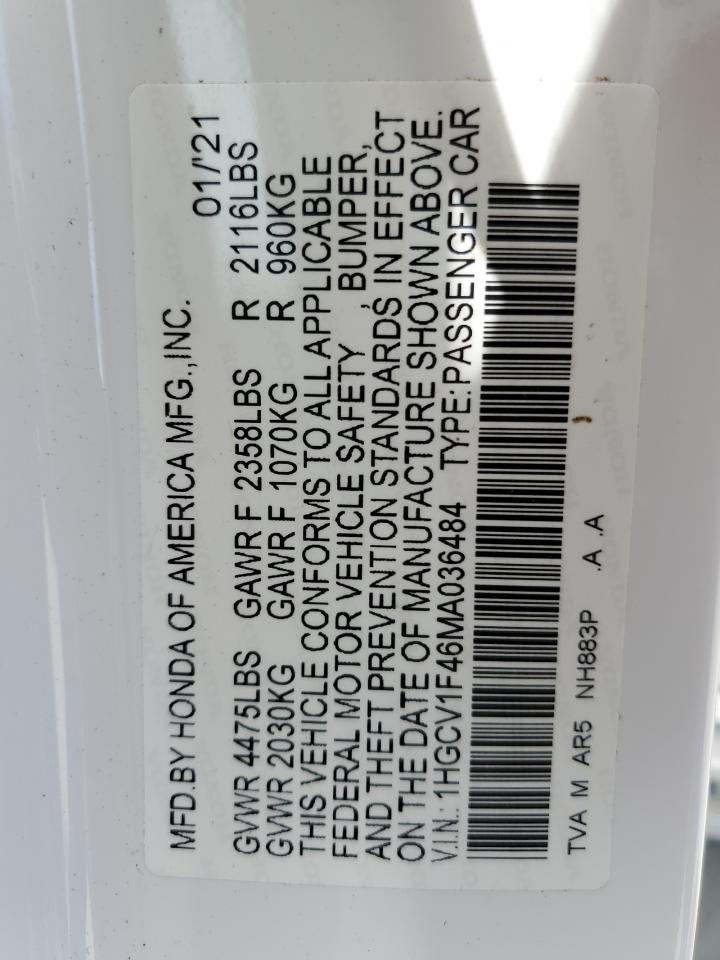 MFD.BY HONDA OF AMERICA MFG.,INC. 01/'21
GVWR 4475LBS GAWR F 2358LBS R 2116LBS
GVWR 2030KG GAWR F 1070KG R 960KG
THIS VEHICLE CONFORMS TO ALL APPLICABLE
FEDERAL MOTOR VEHICLE SAFETY , BUMPER,
AND THEFT PREVENTION STANDARDS IN EFFECT
ON THE DATE OF MANUFACTURE SHOWN ABOVE.
V.I.N.: 1HGCV1F46MA036484 TYPE:PASSENGER CAR
TVA M AR5 NH883P .A .A